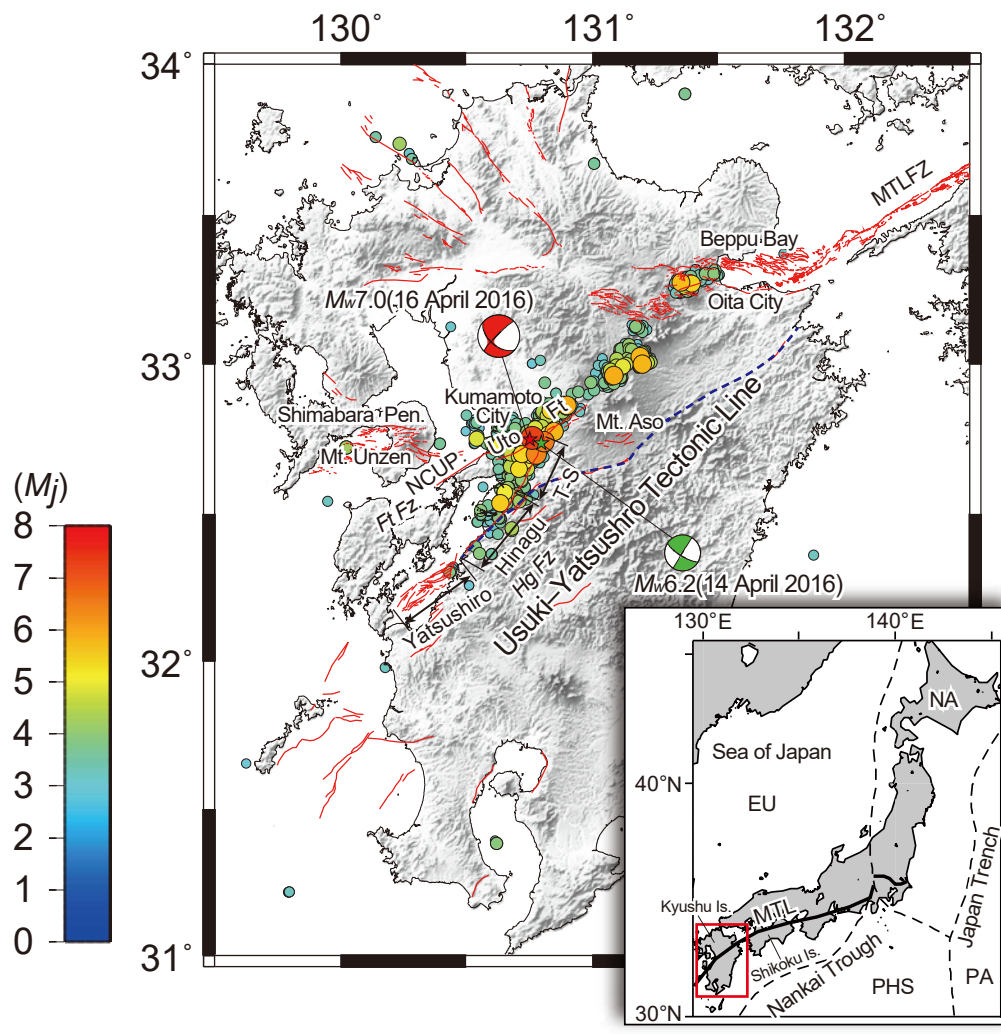 130°
131°
132°
34°
33°
32°
31°
MTLFZ
Beppu Bay
Oita City
Mw7.0(16 April 2016)
Kumamoto
City
Ft
Shimabara Pen.
Mt. Aso
Uto
Mt. Unzen
NCUP
Ft Fz.
T-S
Hinagu
Hg Fz
Yatsushiro
Usuki-Yatsushro Tectonic Line
Mw6.2(14 April 2016)
(Mj)
8
7
6
5
4
3
2
1
0
130°E
140°E
NA
Sea of Japan
40°N
EU
Japan Trench
Kyushu Is.
MTL
Shikoku Is.
Nankai Trough
PHS
PA
30°N